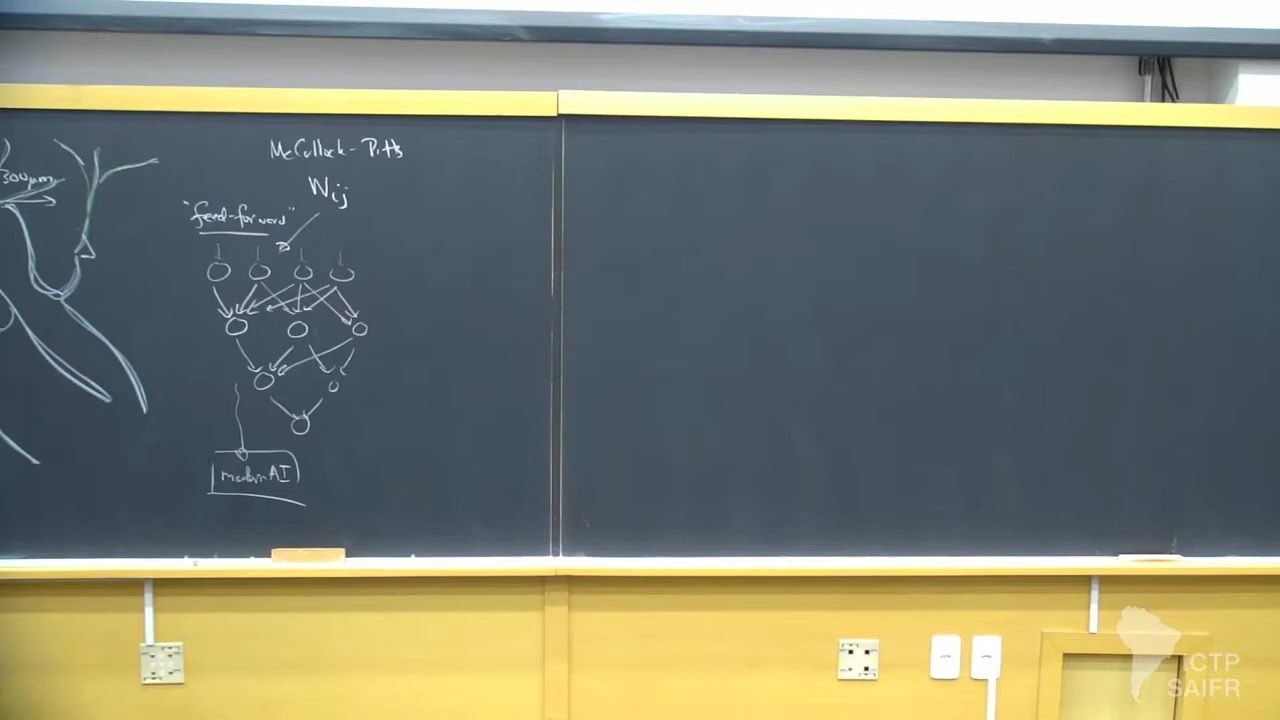 300μm
McCulloch-Pitts
Wij
"feed-forward"
modern AI
ICTP
SAIFR